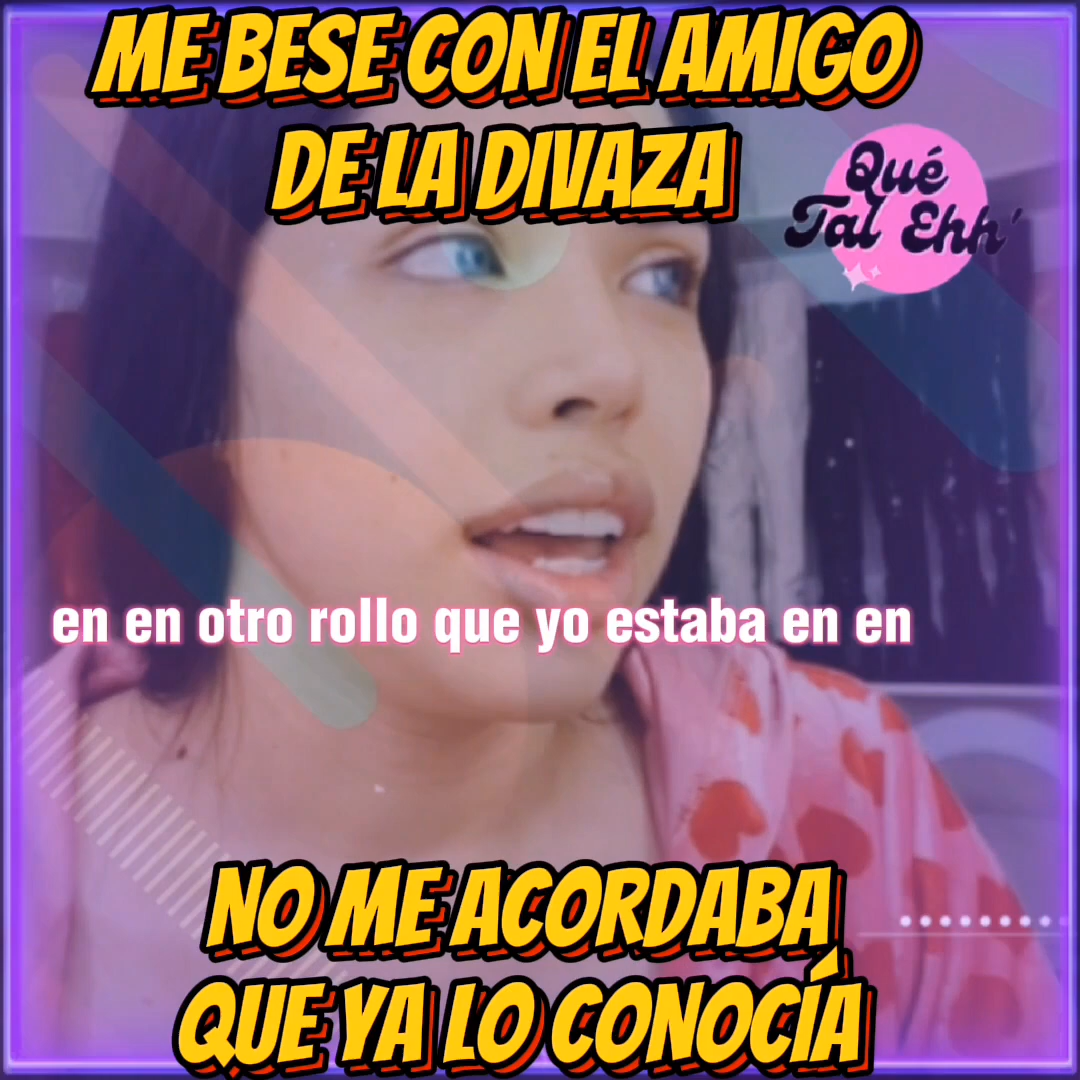 ME BESE CON EL AMIGO
DE LA DIVAZA
Qué
Tal Ehh'
en en otro rollo que yo estaba en en
NO ME ACORDABA
QUE YA LO CONOCÍA